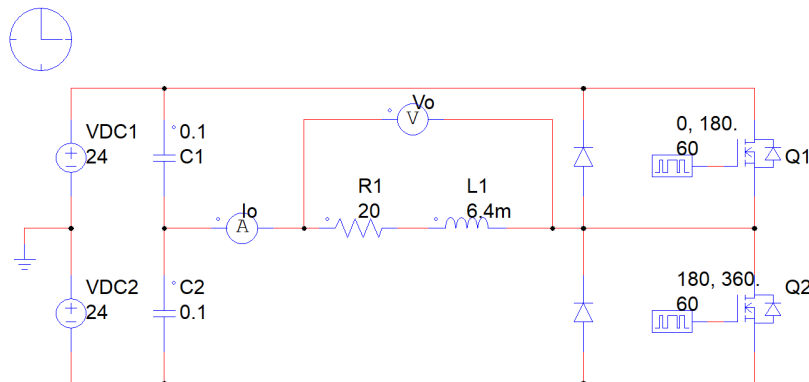 Vo
VDC1
24
0.1
C1
0, 180.
60
Q1
V
Io
A
R1
20
L1
6.4m
VDC2
24
C2
0.1
180, 360.
60
Q2